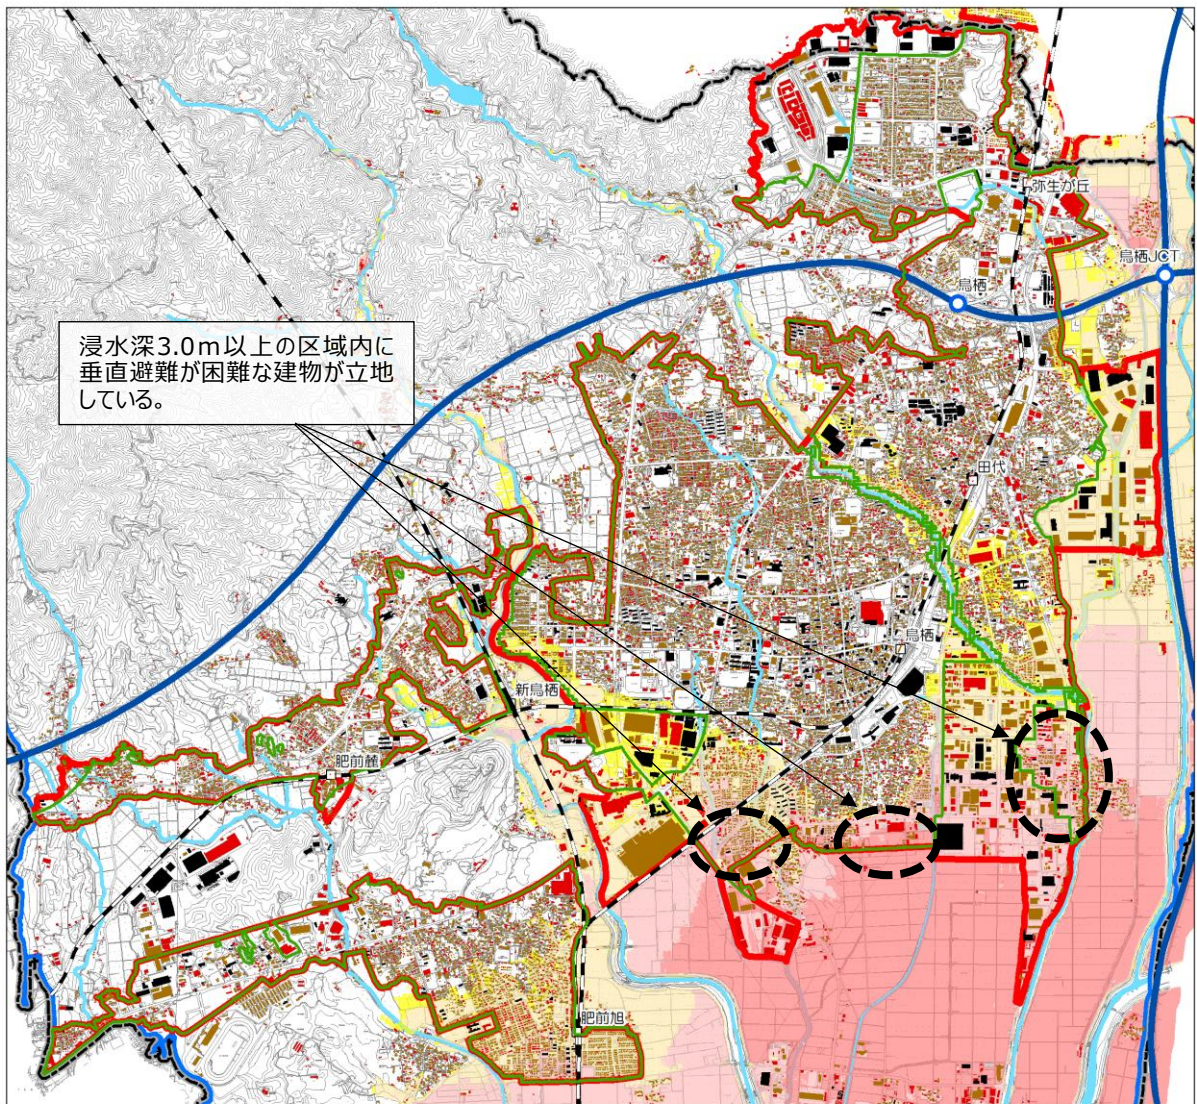 弥生が丘
鳥栖JCT
鳥栖
浸水深3.0m以上の区域内に
垂直避難が困難な建物が立地
している。
田代
鳥栖
新鳥栖
肥前麓
肥前旭